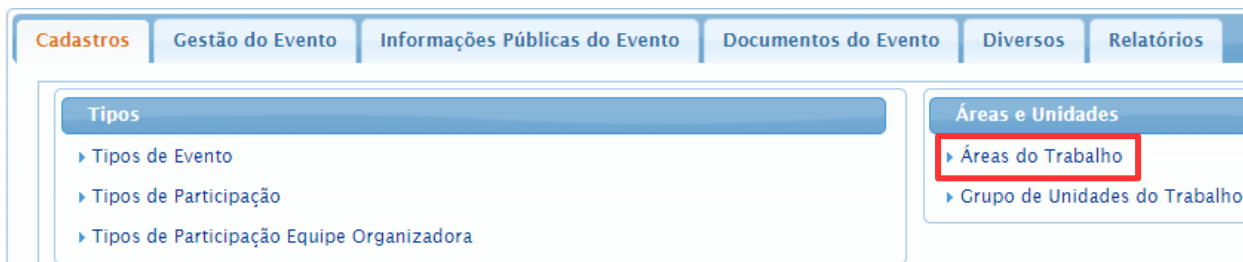 Cadastros Gestão do Evento Informações Públicas do Evento Documentos do Evento Diversos Relatórios
Tipos
Tipos de Evento
Tipos de Participação
Tipos de Participação Equipe Organizadora
Áreas e Unidades
Áreas do Trabalho
Grupo de Unidades do Trabalho